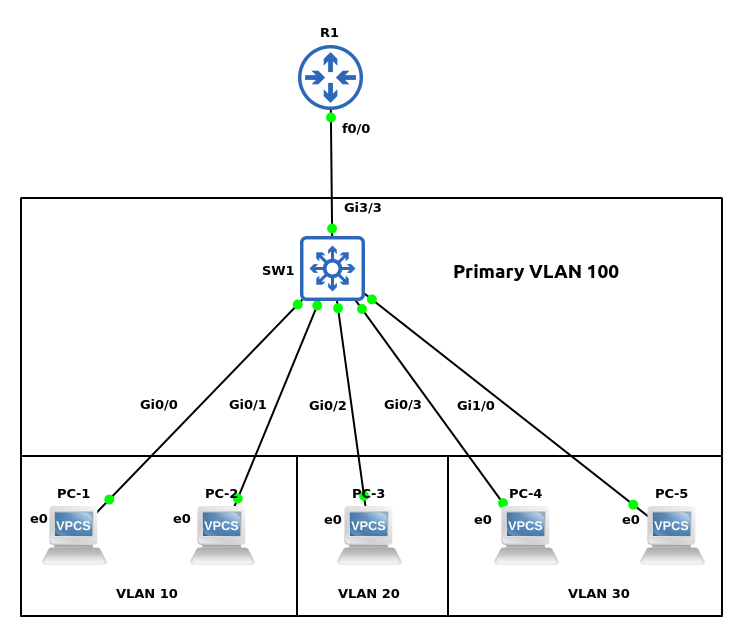 R1
f0/0
Gi3/3
SW1
Primary VLAN 100
Gi0/0
Gi0/1
Gi0/2
Gi0/3
Gi1/0
PC-1
PC-2
PC-3
PC-4
PC-5
e0
VPCS
e0
VPCS
e0
VPCS
e0
VPCS
e0
VPCS
VLAN 10
VLAN 20
VLAN 30